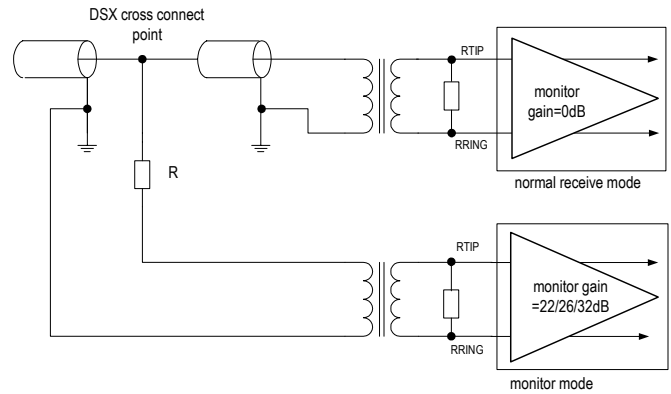 DSX cross connect
point
RTIP
monitor
gain=0dB
RRING
normal receive mode
R
RTIP
monitor gain
=22/26/32dB
RRING
monitor mode